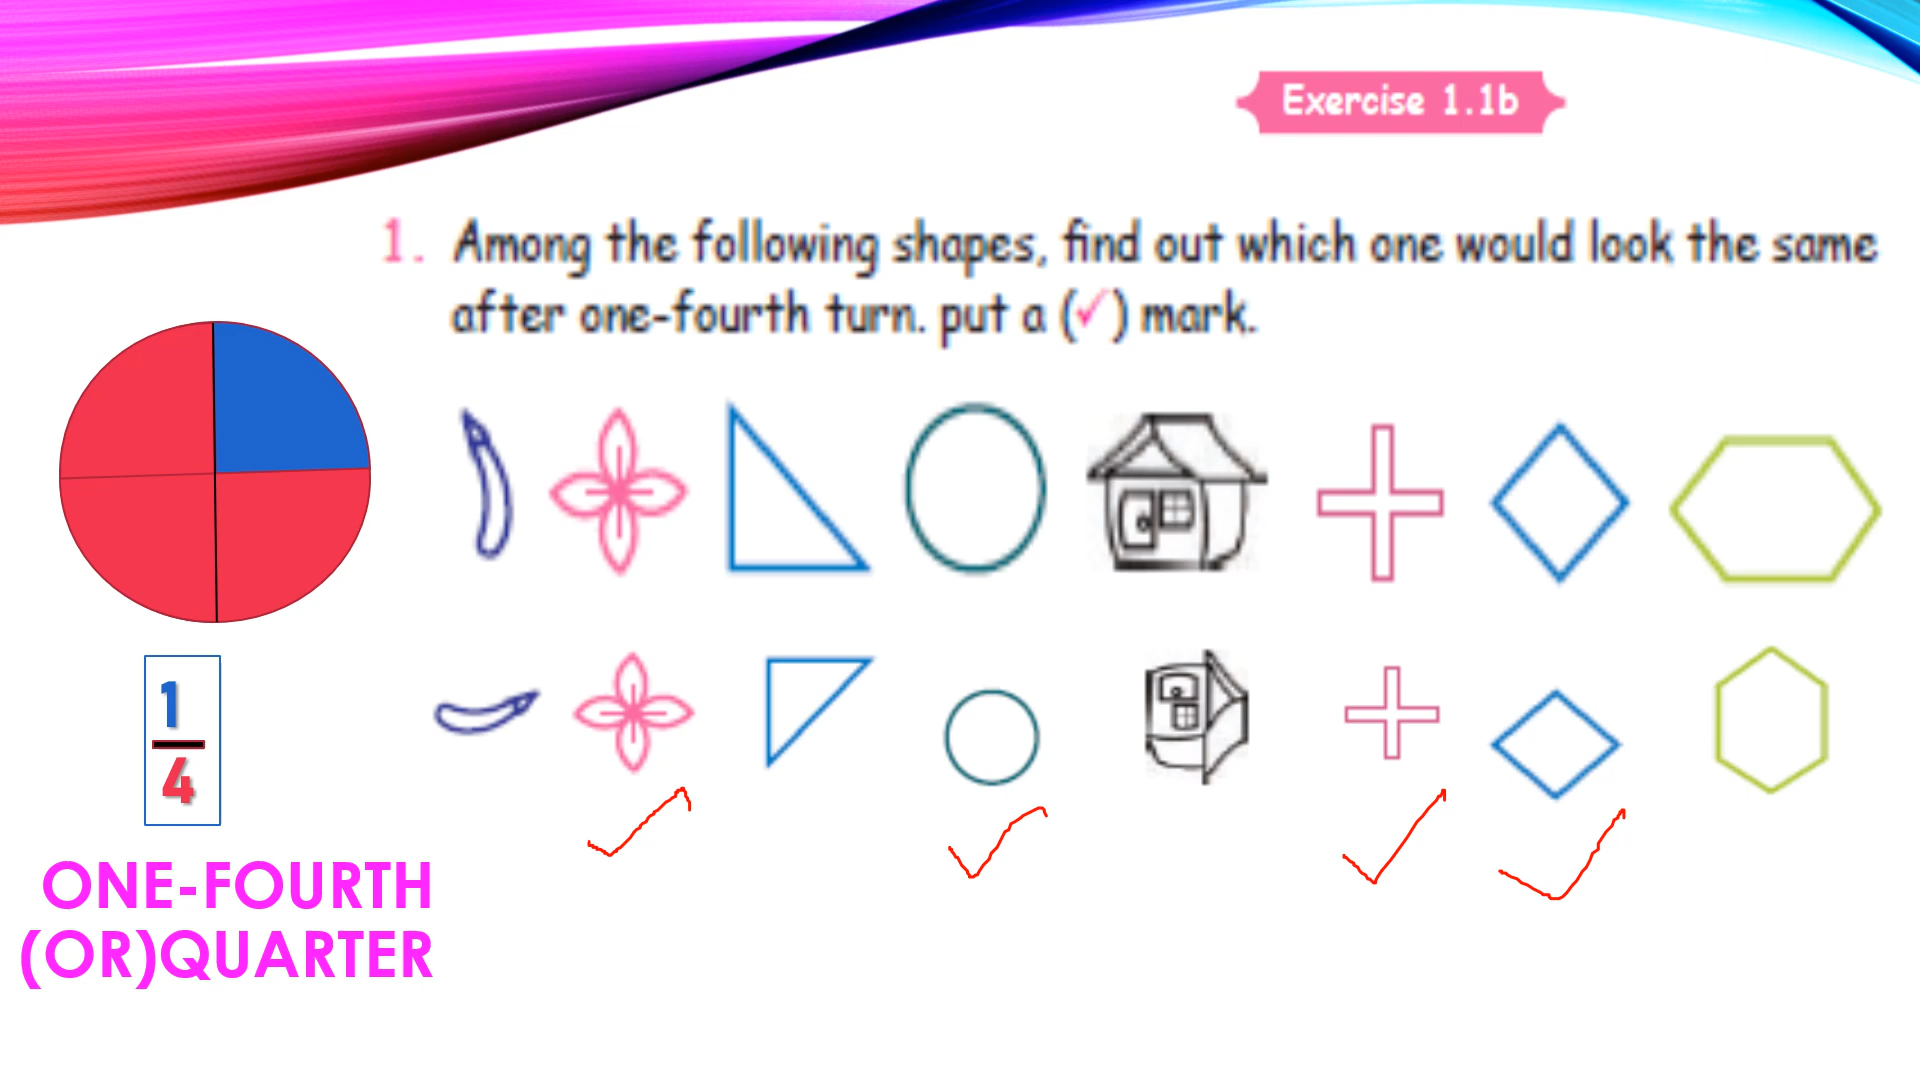 Exercise 1.1b
1. Among the following shapes, find out which one would look the same
after one-fourth turn. put a (✓) mark.
1
4
ONE-FOURTH
(OR)QUARTER